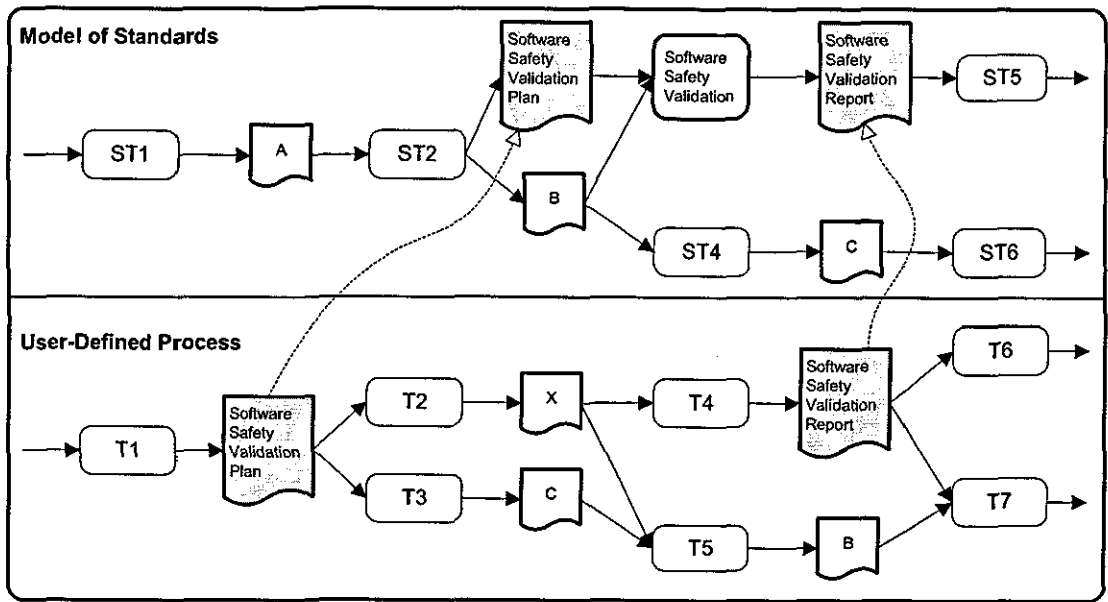 Model of Standards
Software
Safety
Validation
Plan
Software
Safety
Validation
Software
Safety
Validation
Report
ST5
ST1
A
ST2
B
ST4
C
ST6
User-Defined Process
T6
Software
Safety
Validation
Report
T2
X
T4
Software
Safety
Validation
Plan
T1
T3
C
T7
T5
B